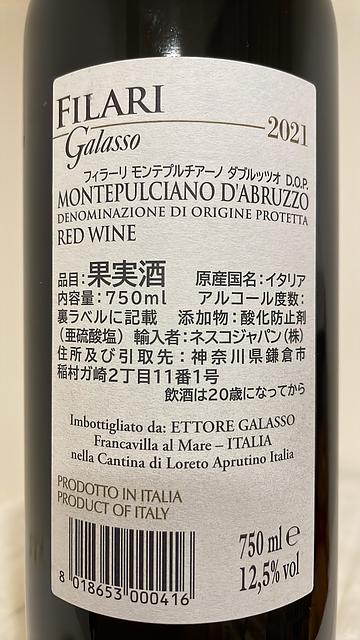 FILARI
Galasso
2021
フィラーリ モンテプルチアーノ ダブルッツオ D.O.P.
MONTEPULCIANO D'ABRUZZO
DENOMINAZIONE DI ORIGINE PROTETTA
RED WINE
品目:果実酒 原産国名:イタリア
内容量:750ml アルコール度数:
裏ラベルに記載 添加物:酸化防止剤
(亜硫酸塩) 輸入者:ネスコジャパン(株)
住所及び引取先:神奈川県鎌倉市
稲村ガ崎2丁目11番1号
飲酒は20歳になってから
Imbottigliato da: ETTORE GALASSO
Francavilla al Mare – ITALIA
nella Cantina di Loreto Aprutino Italia
PRODOTTO IN ITALIA
PRODUCT OF ITALY
750 ml e
12,5% vol
8 018653 000416